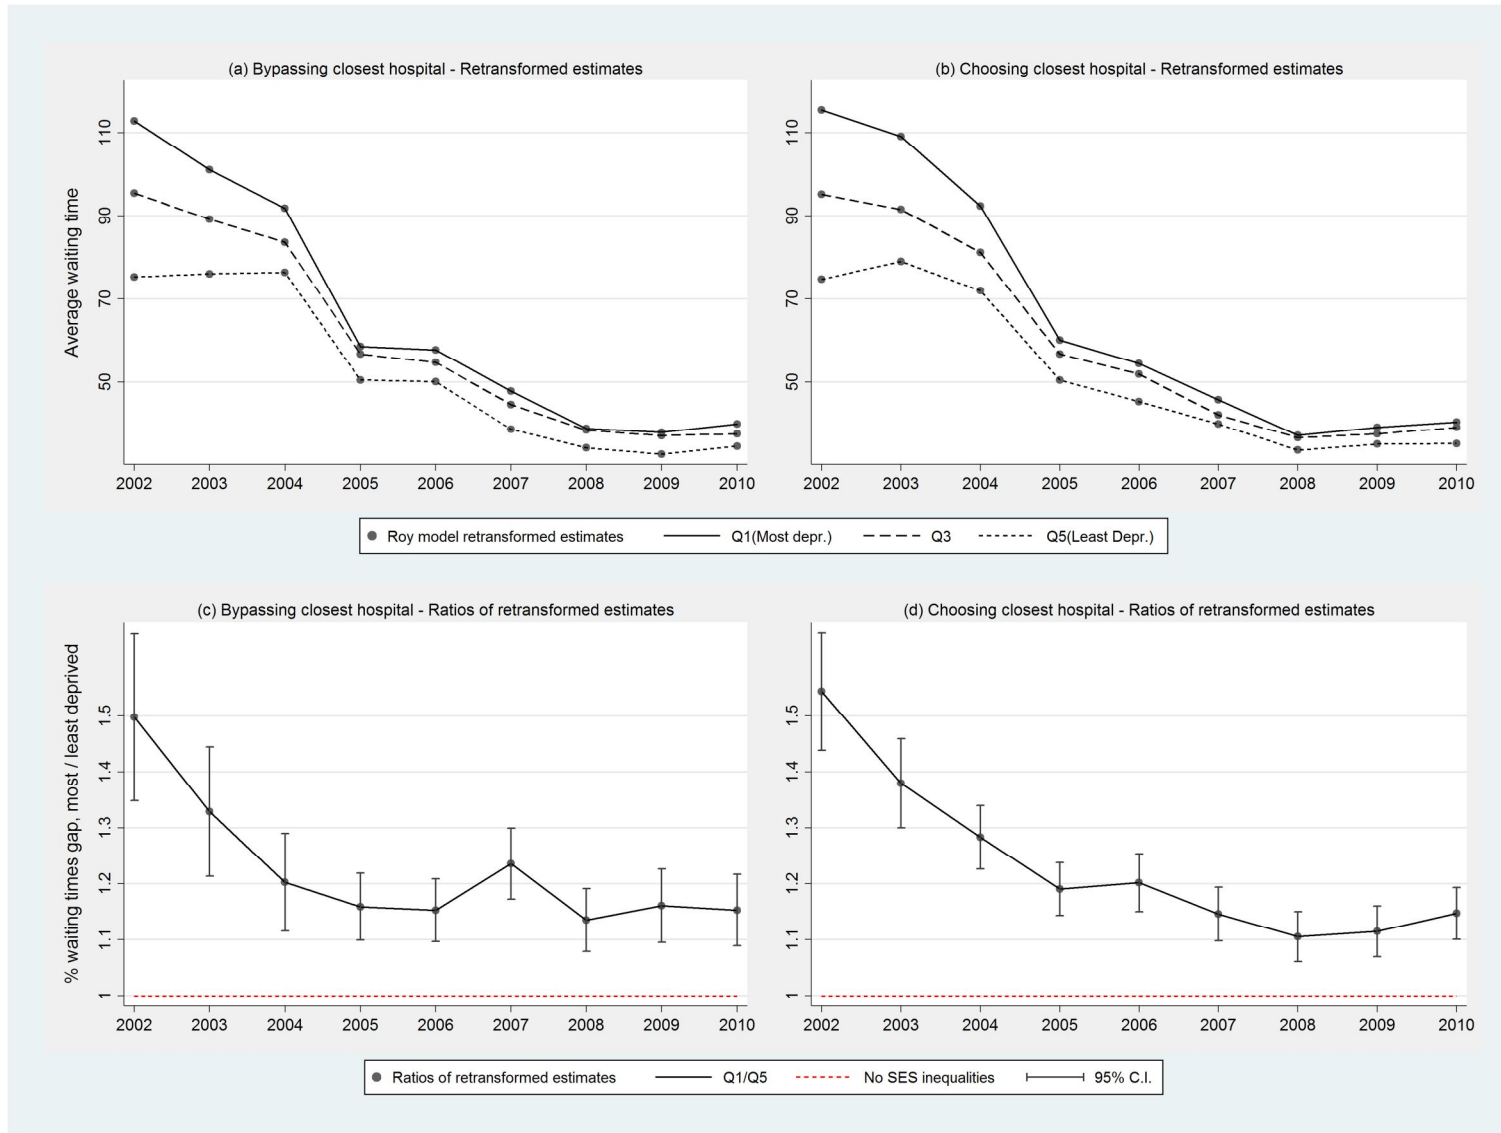 (a) Bypassing closest hospital - Retransformed estimates
(b) Choosing closest hospital - Retransformed estimates
Average waiting time
110
90
70
50
110
90
70
50
2002 2003 2004 2005 2006 2007 2008 2009 2010
2002 2003 2004 2005 2006 2007 2008 2009 2010
Roy model retransformed estimates Q1(Most depr.) Q3 Q5(Least Depr.)
(c) Bypassing closest hospital - Ratios of retransformed estimates
(d) Choosing closest hospital - Ratios of retransformed estimates
% waiting times gap, most / least deprived
1.5
1.4
1.3
1.2
1.1
1
1.5
1.4
1.3
1.2
1.1
1
2002 2003 2004 2005 2006 2007 2008 2009 2010
2002 2003 2004 2005 2006 2007 2008 2009 2010
Ratios of retransformed estimates Q1/Q5 No SES inequalities 95% C.I.